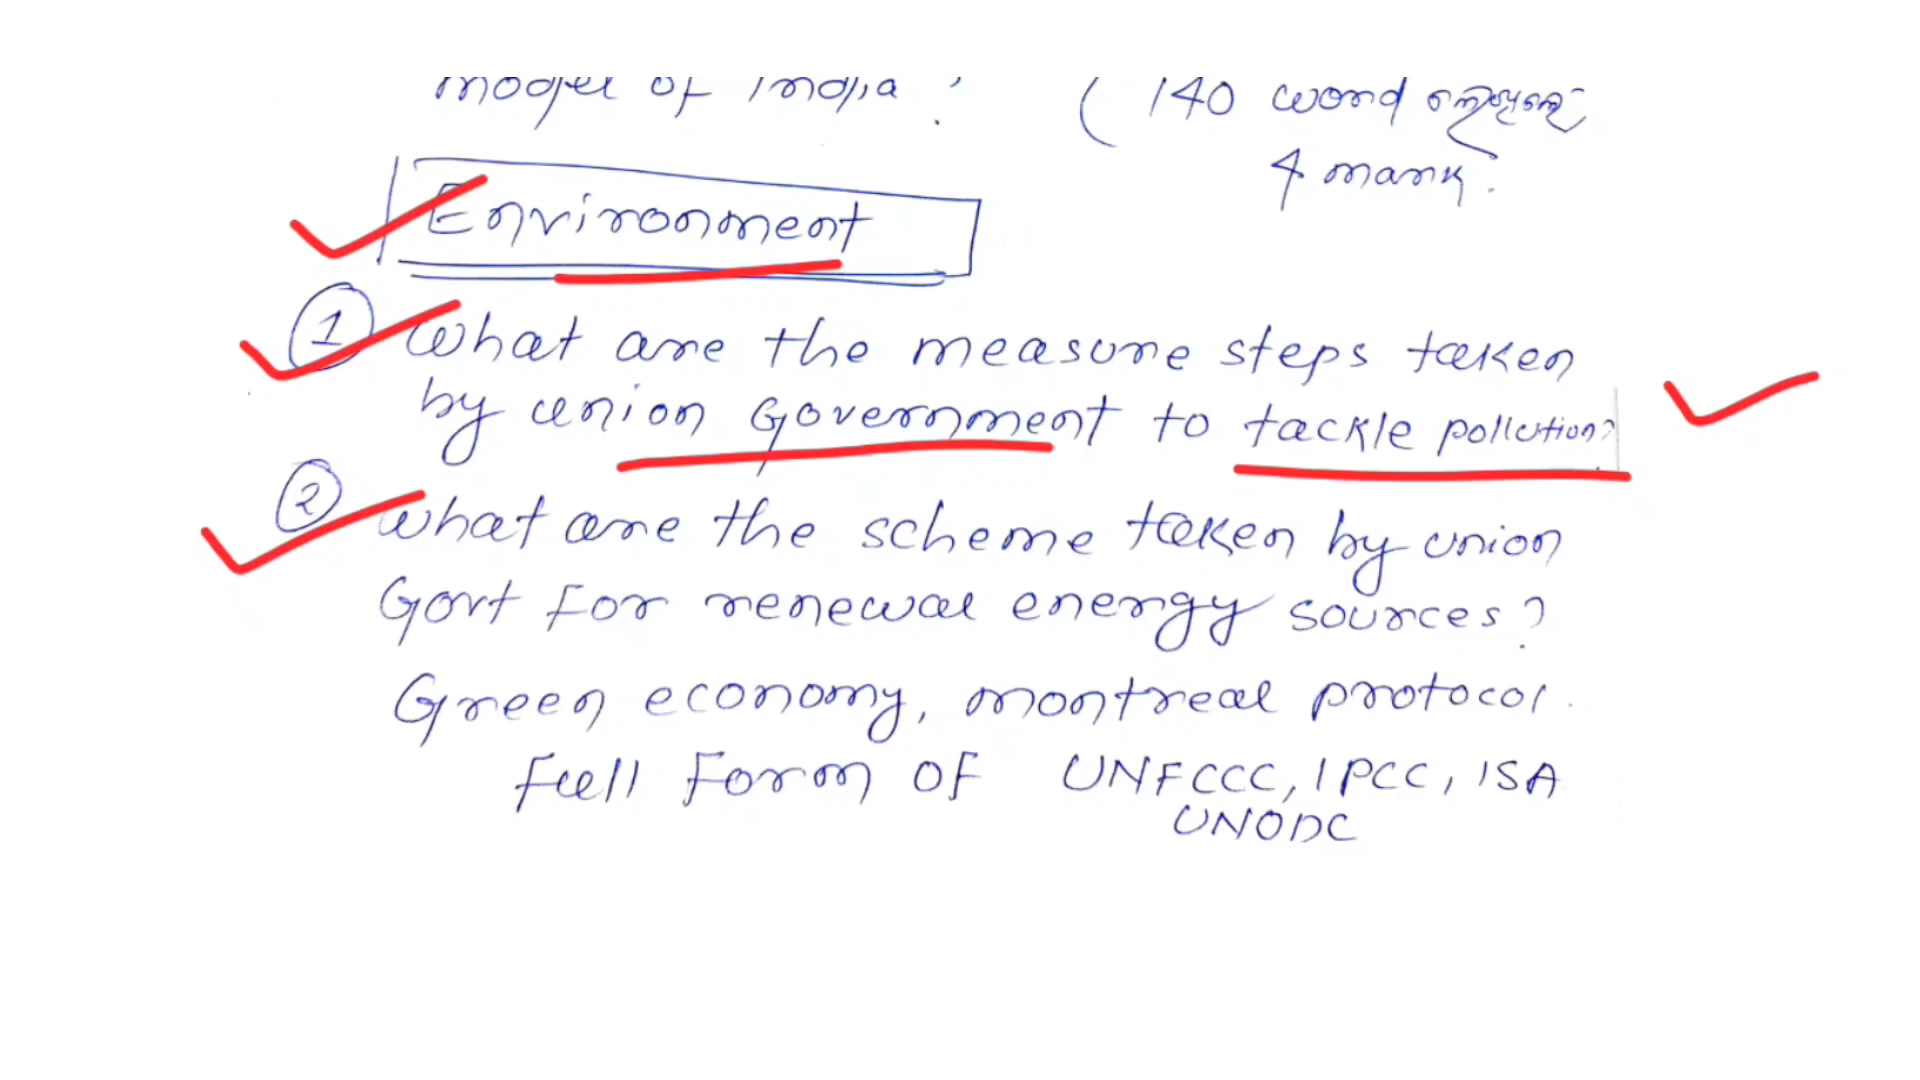 model of India ?
( 140 word
4 mark.
Environment
1 What are the measure steps taken
by union Government to tackle pollution?
2 What are the scheme taken by union
Govt for renewal energy sources?
Green economy, montreal protocol.
Full Form of UNFCCC, IPCC, ISA
UNODC